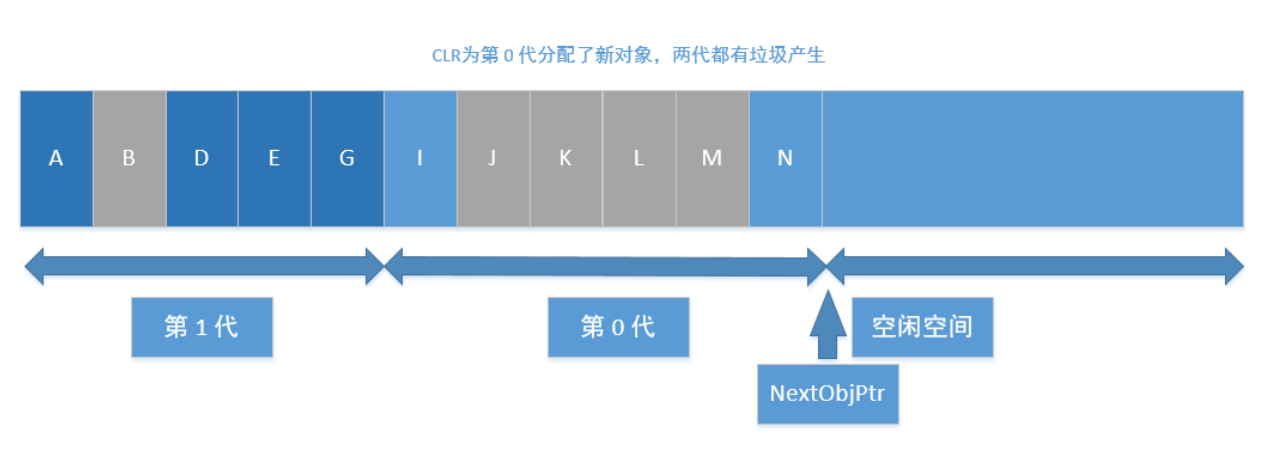 CLR为第 0 代分配了新对象，两代都有垃圾产生
A B D E G I J K L M N
第 1 代 第 0 代 空闲空间
NextObjPtr